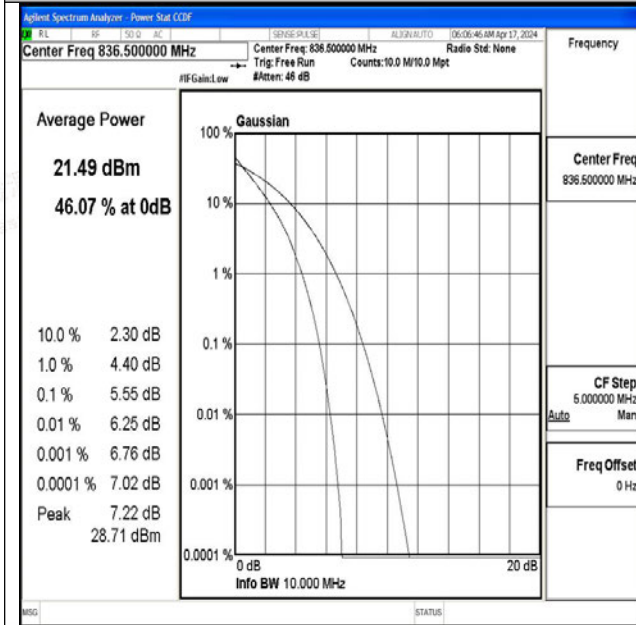 Agilent Spectrum Analyzer - Power Stat CCDF
RL RF 50 Ω AC SENSE:PULSE ALIGNAUTO 06:06:46 AM Apr 17, 2024
Center Freq 836.500000 MHz
Center Freq: 836.500000 MHz Radio Std: None
Trig: Free Run Counts:10.0 M/10.0 Mpt
#IFGain:Low #Atten: 46 dB
Frequency
Average Power
21.49 dBm
46.07 % at 0dB
10.0 % 2.30 dB
1.0 % 4.40 dB
0.1 % 5.55 dB
0.01 % 6.25 dB
0.001 % 6.76 dB
0.0001 % 7.02 dB
Peak 7.22 dB
28.71 dBm
Gaussian
100 %
10 %
1 %
0.1 %
0.01 %
0.001 %
0.0001 %
0 dB 20 dB
Info BW 10.000 MHz
Center Freq
836.500000 MHz
CF Step
5.000000 MHz
Auto Man
Freq Offset
0 Hz
MSG STATUS